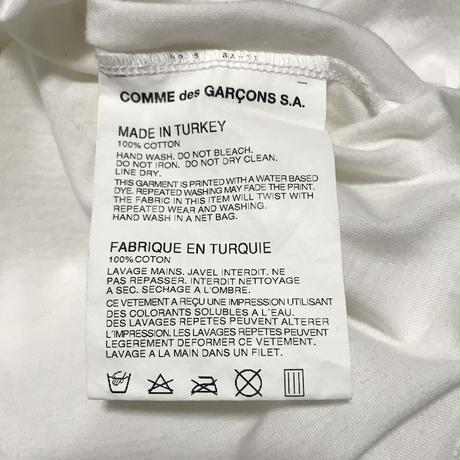 COMME des GARÇONS S.A.
MADE IN TURKEY
100% COTTON
HAND WASH. DO NOT BLEACH.
DO NOT IRON. DO NOT DRY CLEAN.
LINE DRY.
THIS GARMENT IS PRINTED WITH A WATER BASED
DYE. REPEATED WASHING MAY FADE THE PRINT.
THE FABRIC IN THIS ITEM WILL TWIST WITH
REPEATED WEAR AND WASHING.
HAND WASH IN A NET BAG.
FABRIQUE EN TURQUIE
100% COTON
LAVAGE MAINS. JAVEL INTERDIT. NE
PAS REPASSER. INTERDIT NETTOYAGE
A SEC. SECHAGE A L'OMBRE.
CE VETEMENT A REÇU UNE IMPRESSION UTILISANT
DES COLORANTS SOLUBLES A L'EAU.
DES LAVAGES REPETES PEUVENT ALTERER
L'IMPRESSION. LES LAVAGES REPETES PEUVENT
LEGEREMENT DEFORMER CE VETEMENT.
LAVAGE A LA MAIN DANS UN FILET.